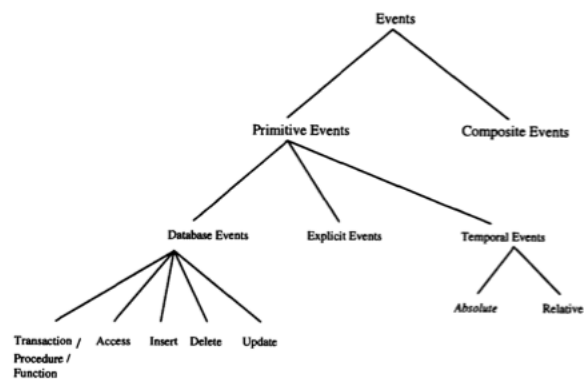 Events
Primitive Events
Composite Events
Database Events
Explicit Events
Temporal Events
Absolute
Relative
Transaction /
Procedure /
Function
Access
Insert
Delete
Update